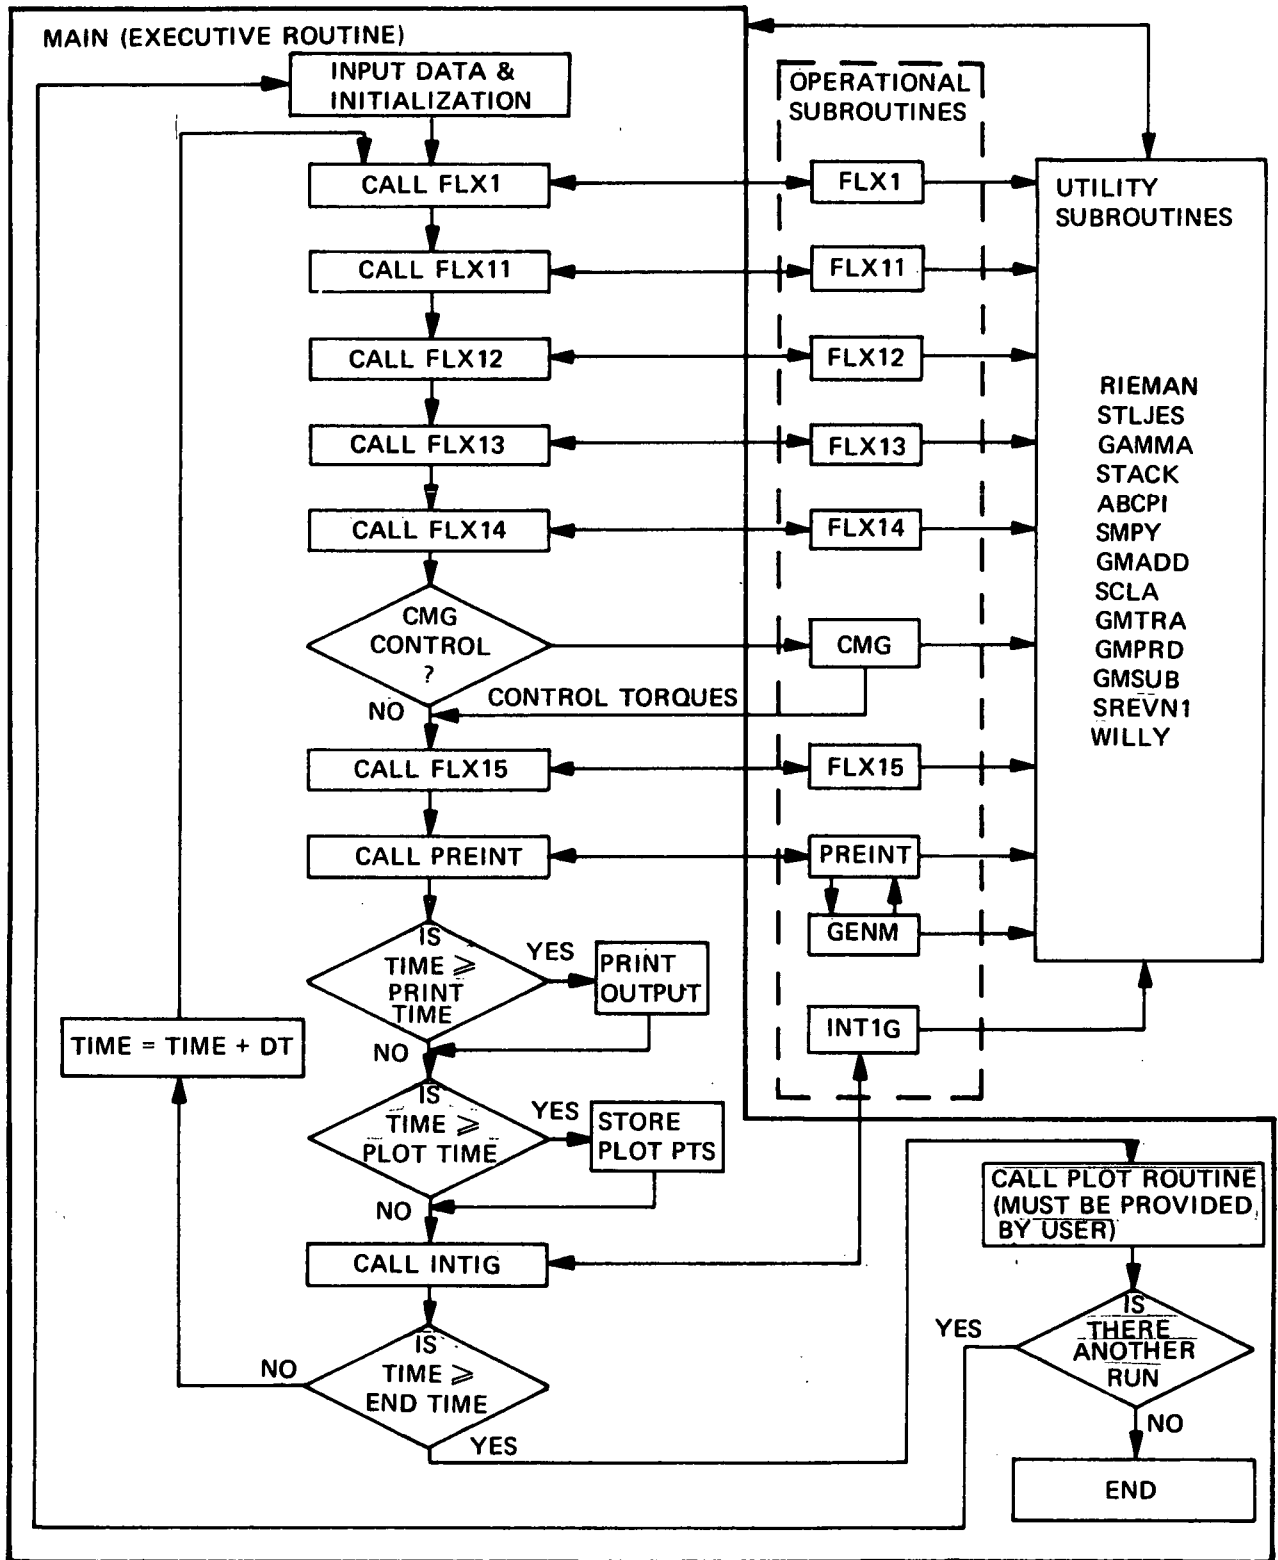 MAIN (EXECUTIVE ROUTINE)
INPUT DATA &
INITIALIZATION
CALL FLX1
CALL FLX11
CALL FLX12
CALL FLX13
CALL FLX14
CMG
CONTROL
?
NO
CONTROL TORQUES
CALL FLX15
CALL PREINT
IS
TIME ⩾
PRINT
TIME
YES
PRINT
OUTPUT
NO
TIME = TIME + DT
IS
TIME ⩾
PLOT TIME
YES
STORE
PLOT PTS
NO
CALL INTIG
IS
TIME ⩾
END TIME
NO
YES
OPERATIONAL
SUBROUTINES
FLX1
FLX11
FLX12
FLX13
FLX14
CMG
FLX15
PREINT
GENM
INT1G
UTILITY
SUBROUTINES
RIEMAN
STLJES
GAMMA
STACK
ABCPI
SMPY
GMADD
SCLA
GMTRA
GMPRD
GMSUB
SREVN1
WILLY
CALL PLOT ROUTINE
(MUST BE PROVIDED
BY USER)
IS
THERE
ANOTHER
RUN
YES
NO
END